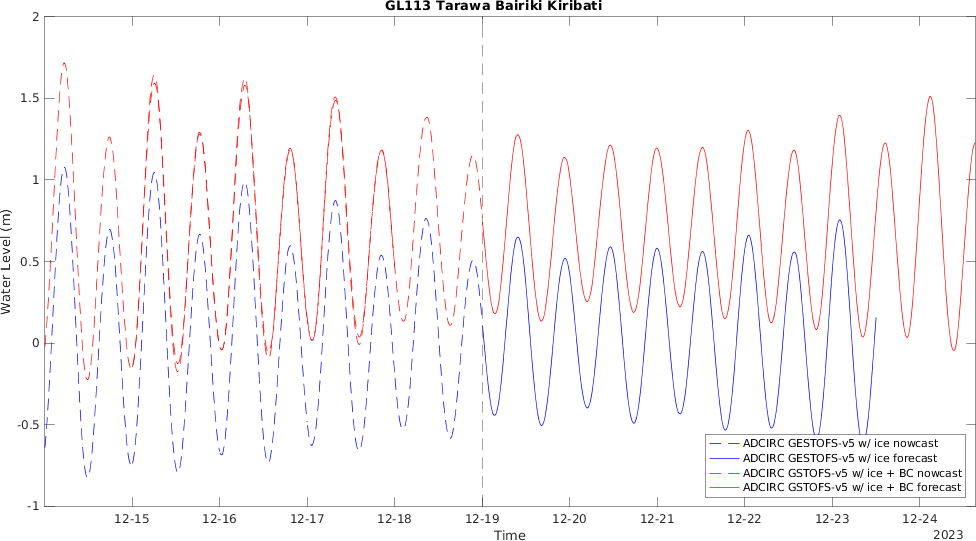 GL113 Tarawa Bairiki Kiribati
2
1.5
1
0.5
0
-0.5
-1
Water Level (m)
12-15
12-16
12-17
12-18
12-19
12-20
12-21
12-22
12-23
12-24
Time
2023
ADCIRC GESTOFS-v5 w/ ice nowcast
ADCIRC GESTOFS-v5 w/ ice forecast
ADCIRC GSTOFS-v5 w/ ice + BC nowcast
ADCIRC GSTOFS-v5 w/ ice + BC forecast